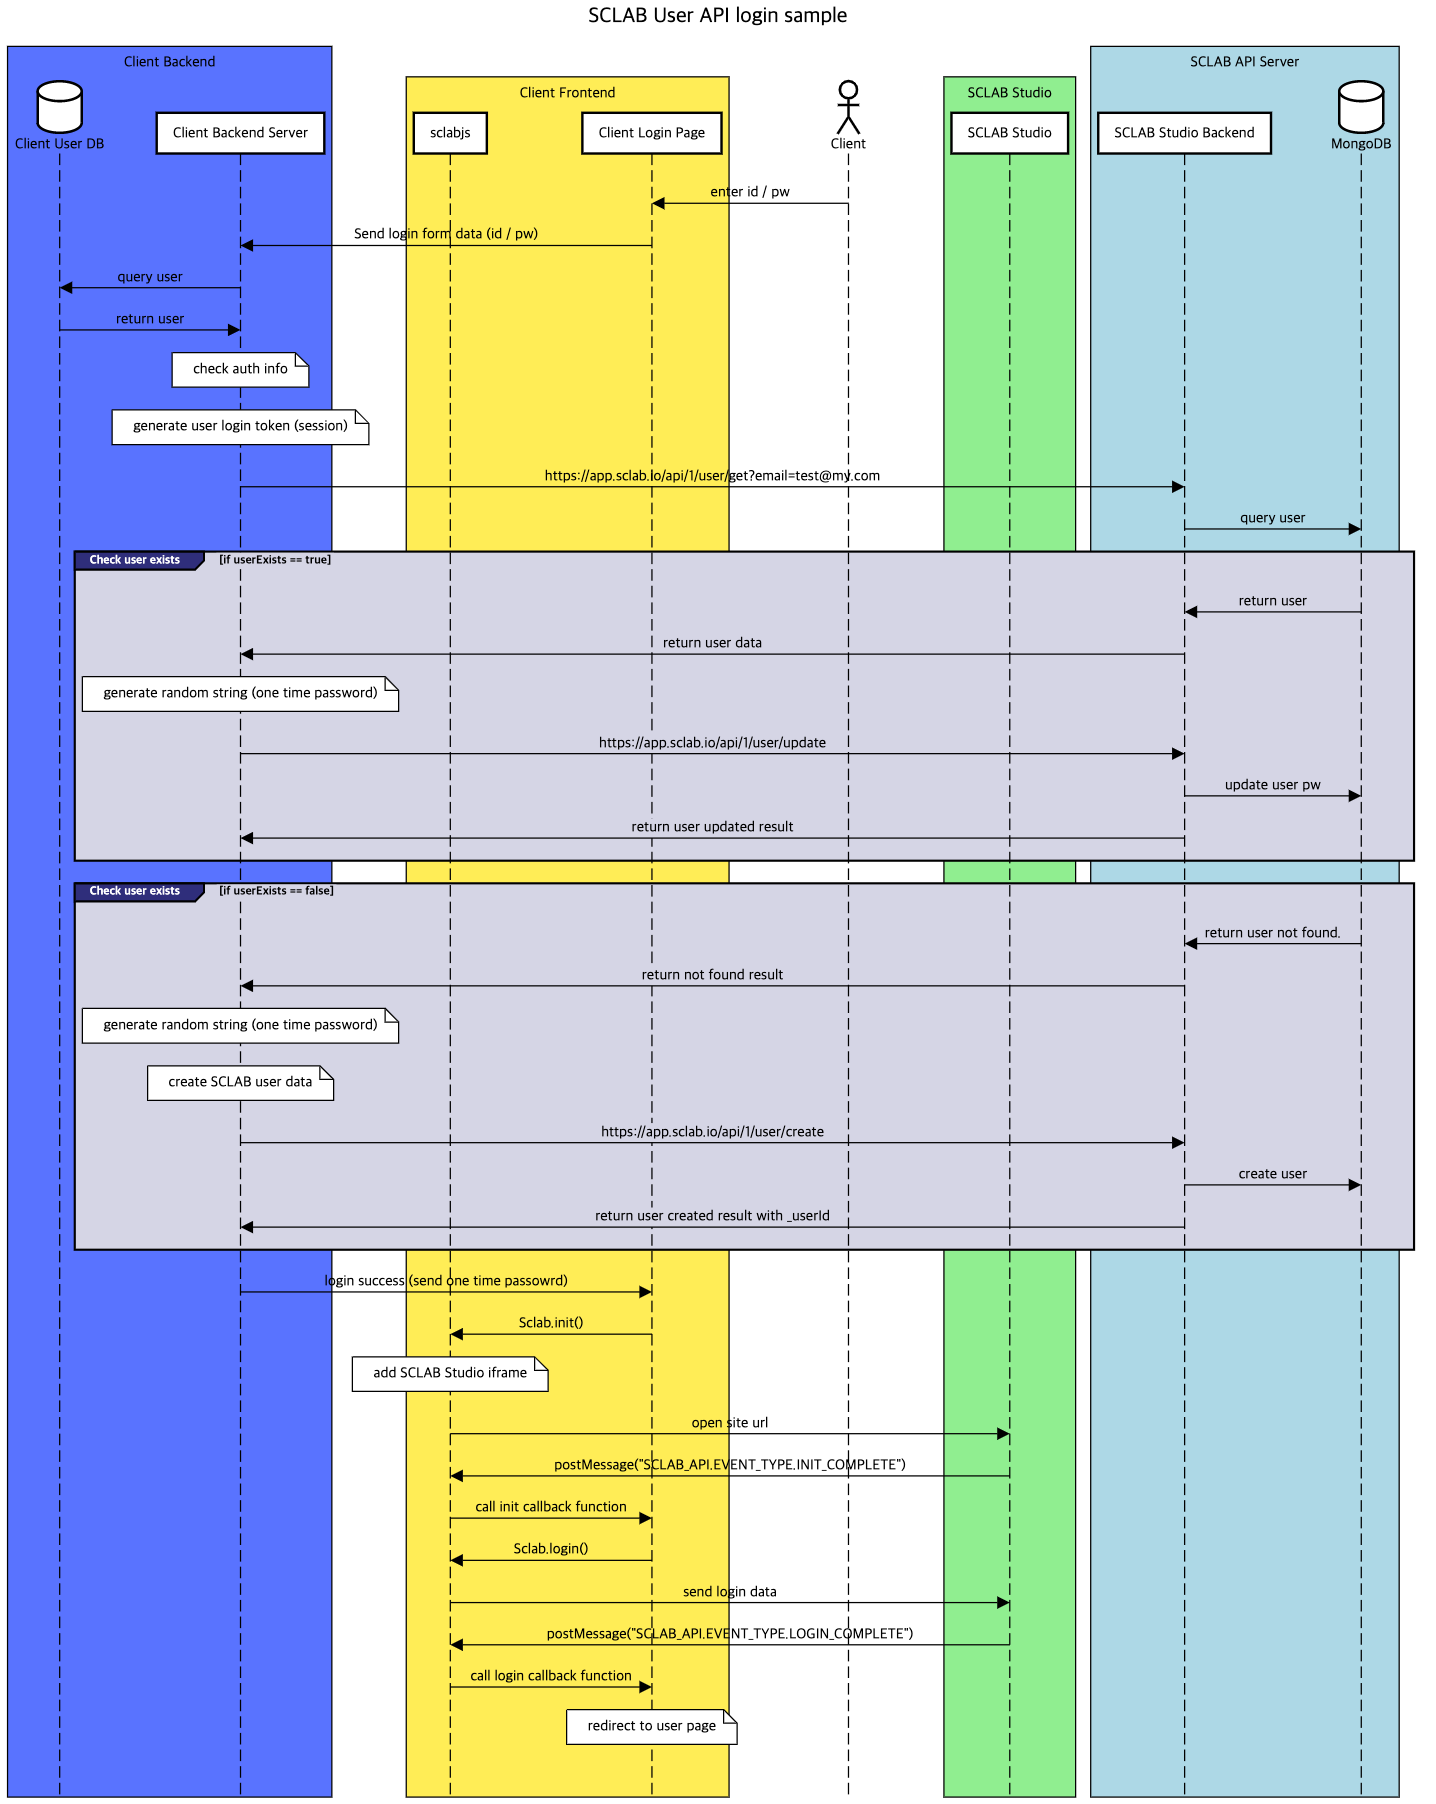 SCLAB User API login sample
Client Backend
SCLAB API Server
Client Frontend
SCLAB Studio
Client User DB
Client Backend Server
sclabjs
Client Login Page
Client
SCLAB Studio
SCLAB Studio Backend
MongoDB
enter id / pw
Send login form data (id / pw)
query user
return user
check auth info
generate user login token (session)
https://app.sclab.io/api/1/user/get?email=test@my.com
query user
Check user exists
[if userExists == true]
return user
return user data
generate random string (one time password)
https://app.sclab.io/api/1/user/update
update user pw
return user updated result
Check user exists
[if userExists == false]
return user not found.
return not found result
generate random string (one time password)
create SCLAB user data
https://app.sclab.io/api/1/user/create
create user
return user created result with _userId
login success (send one time passowrd)
Sclab.init()
add SCLAB Studio iframe
open site url
postMessage("SCLAB_API.EVENT_TYPE.INIT_COMPLETE")
call init callback function
Sclab.login()
send login data
postMessage("SCLAB_API.EVENT_TYPE.LOGIN_COMPLETE")
call login callback function
redirect to user page